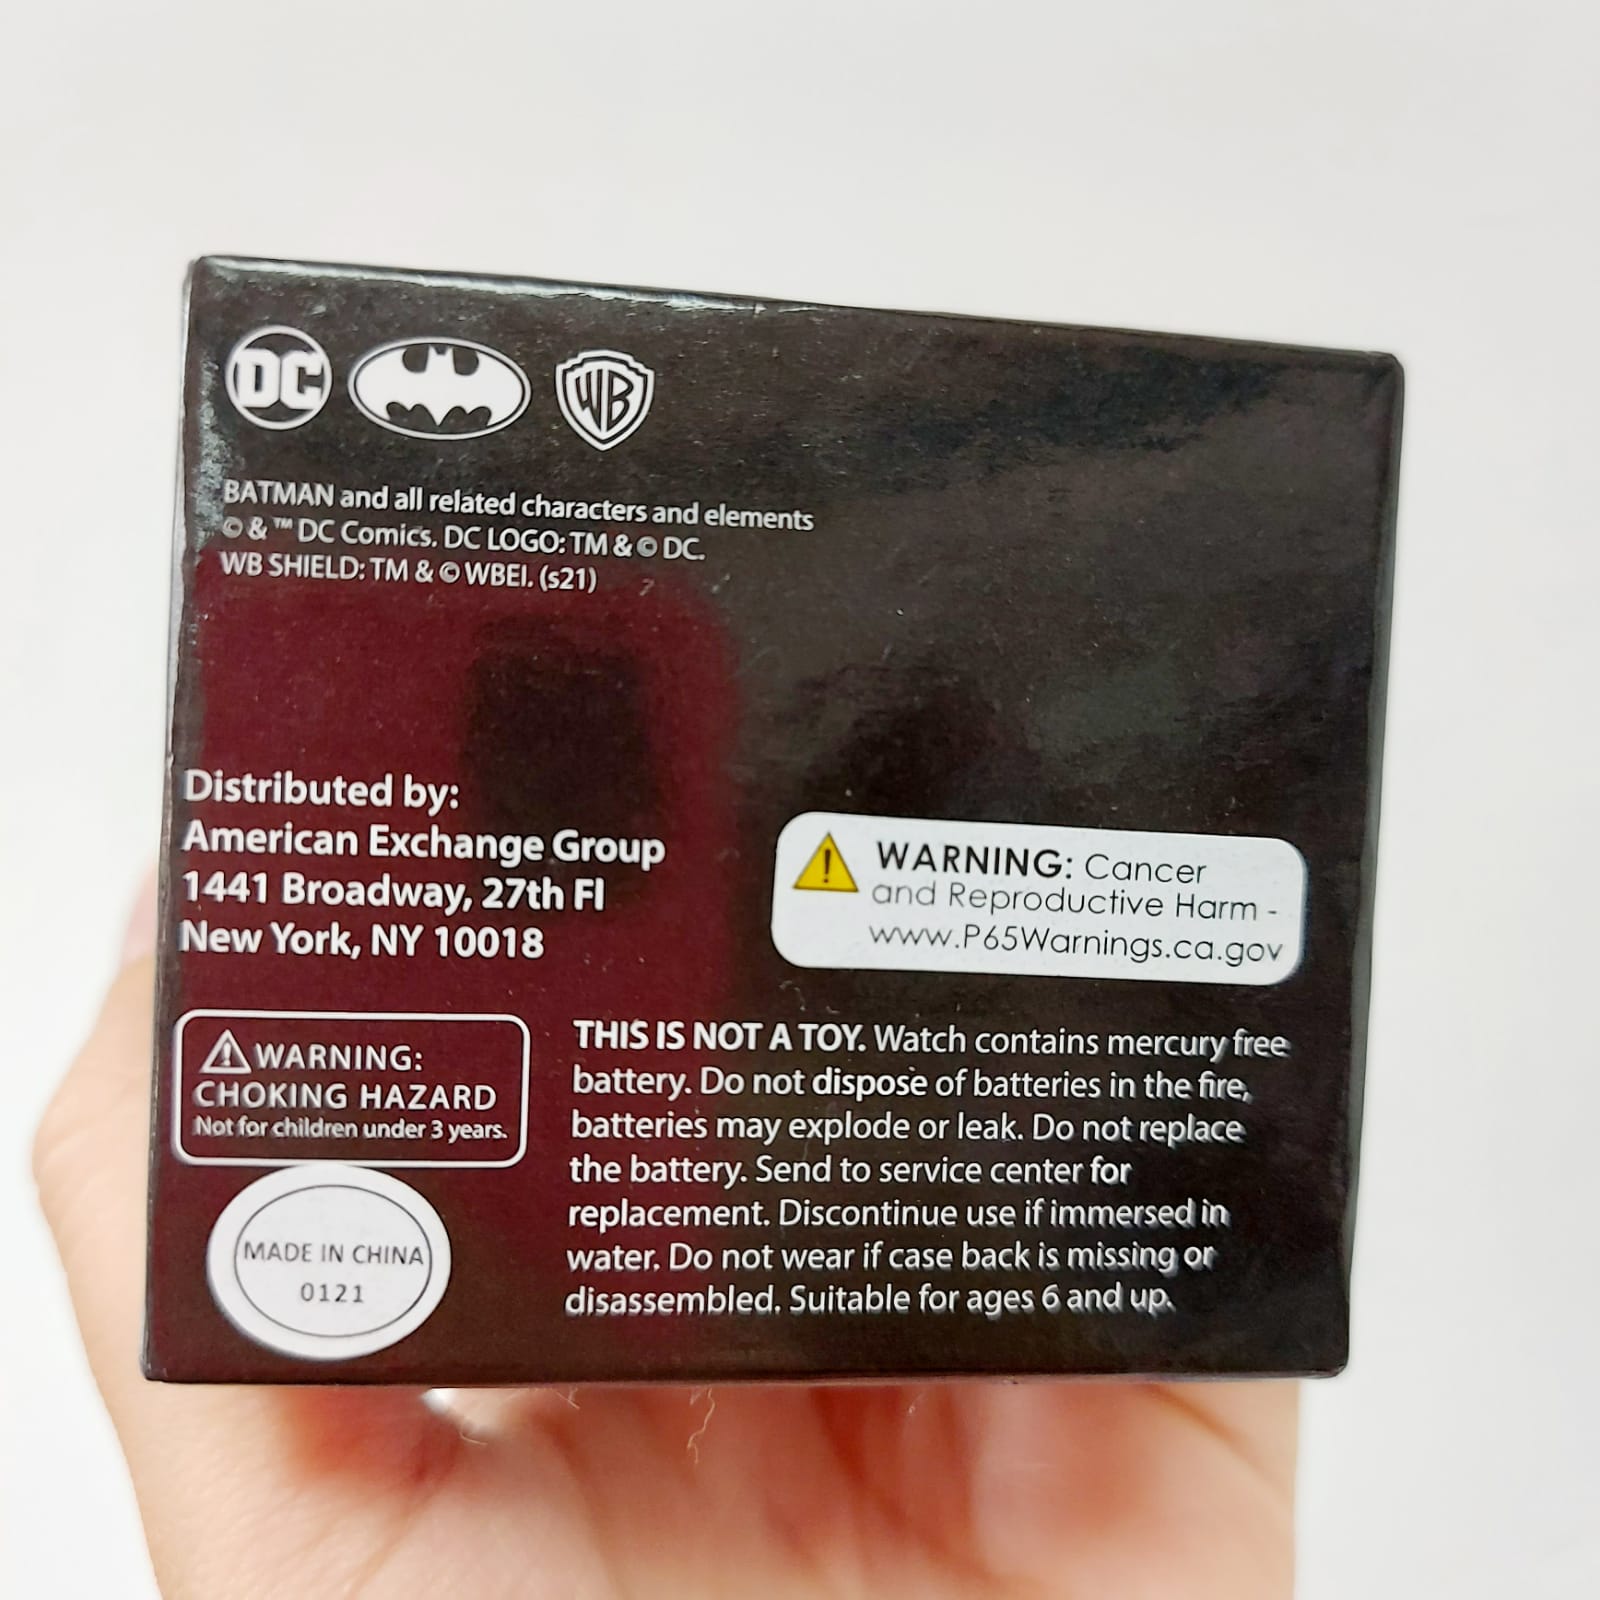 DC
WB
BATMAN and all related characters and elements
© & ™ DC Comics. DC LOGO: TM & © DC.
WB SHIELD: TM & © WBEI. (s21)
Distributed by:
American Exchange Group
1441 Broadway, 27th Fl
New York, NY 10018
WARNING: Cancer
and Reproductive Harm -
www.P65Warnings.ca.gov
WARNING:
CHOKING HAZARD
Not for children under 3 years.
MADE IN CHINA
0121
THIS IS NOT A TOY. Watch contains mercury free
battery. Do not dispose of batteries in the fire,
batteries may explode or leak. Do not replace
the battery. Send to service center for
replacement. Discontinue use if immersed in
water. Do not wear if case back is missing or
disassembled. Suitable for ages 6 and up.